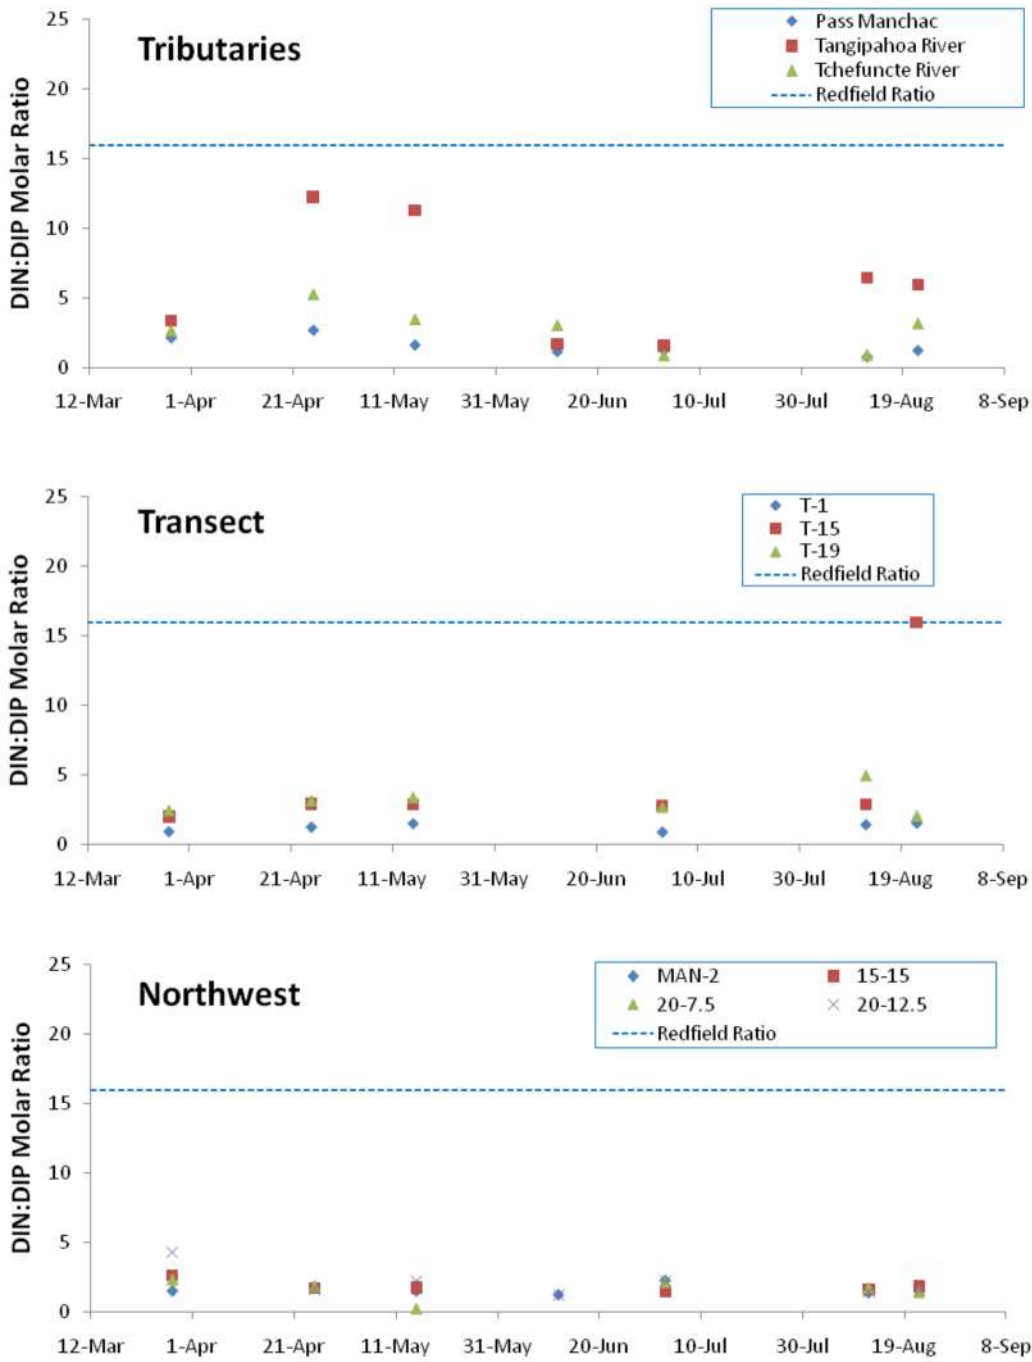 Tributaries
Pass Manchac
Tangipahoa River
Tchefuncte River
Redfield Ratio
DIN:DIP Molar Ratio
25
20
15
10
5
0
12-Mar 1-Apr 21-Apr 11-May 31-May 20-Jun 10-Jul 30-Jul 19-Aug 8-Sep
Transect
T-1
T-15
T-19
Redfield Ratio
DIN:DIP Molar Ratio
25
20
15
10
5
0
12-Mar 1-Apr 21-Apr 11-May 31-May 20-Jun 10-Jul 30-Jul 19-Aug 8-Sep
Northwest
MAN-2 15-15
20-7.5 20-12.5
Redfield Ratio
DIN:DIP Molar Ratio
25
20
15
10
5
0
12-Mar 1-Apr 21-Apr 11-May 31-May 20-Jun 10-Jul 30-Jul 19-Aug 8-Sep